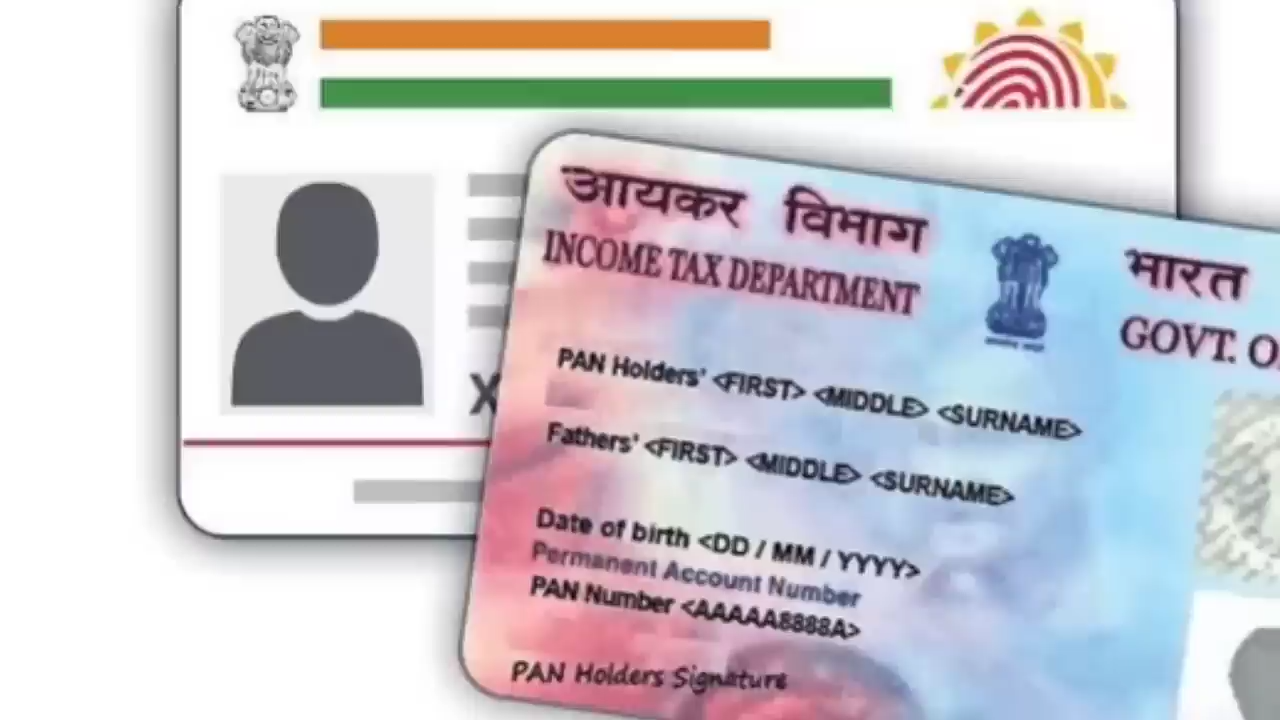 X
आयकर विभाग
INCOME TAX DEPARTMENT
भारत
GOVT. O
PAN Holders' <FIRST> <MIDDLE> <SURNAME>
Fathers' <FIRST> <MIDDLE> <SURNAME>
Date of birth <DD / MM / YYYY>
Permanent Account Number
PAN Number <AAAAA8888A>
PAN Holders Signature